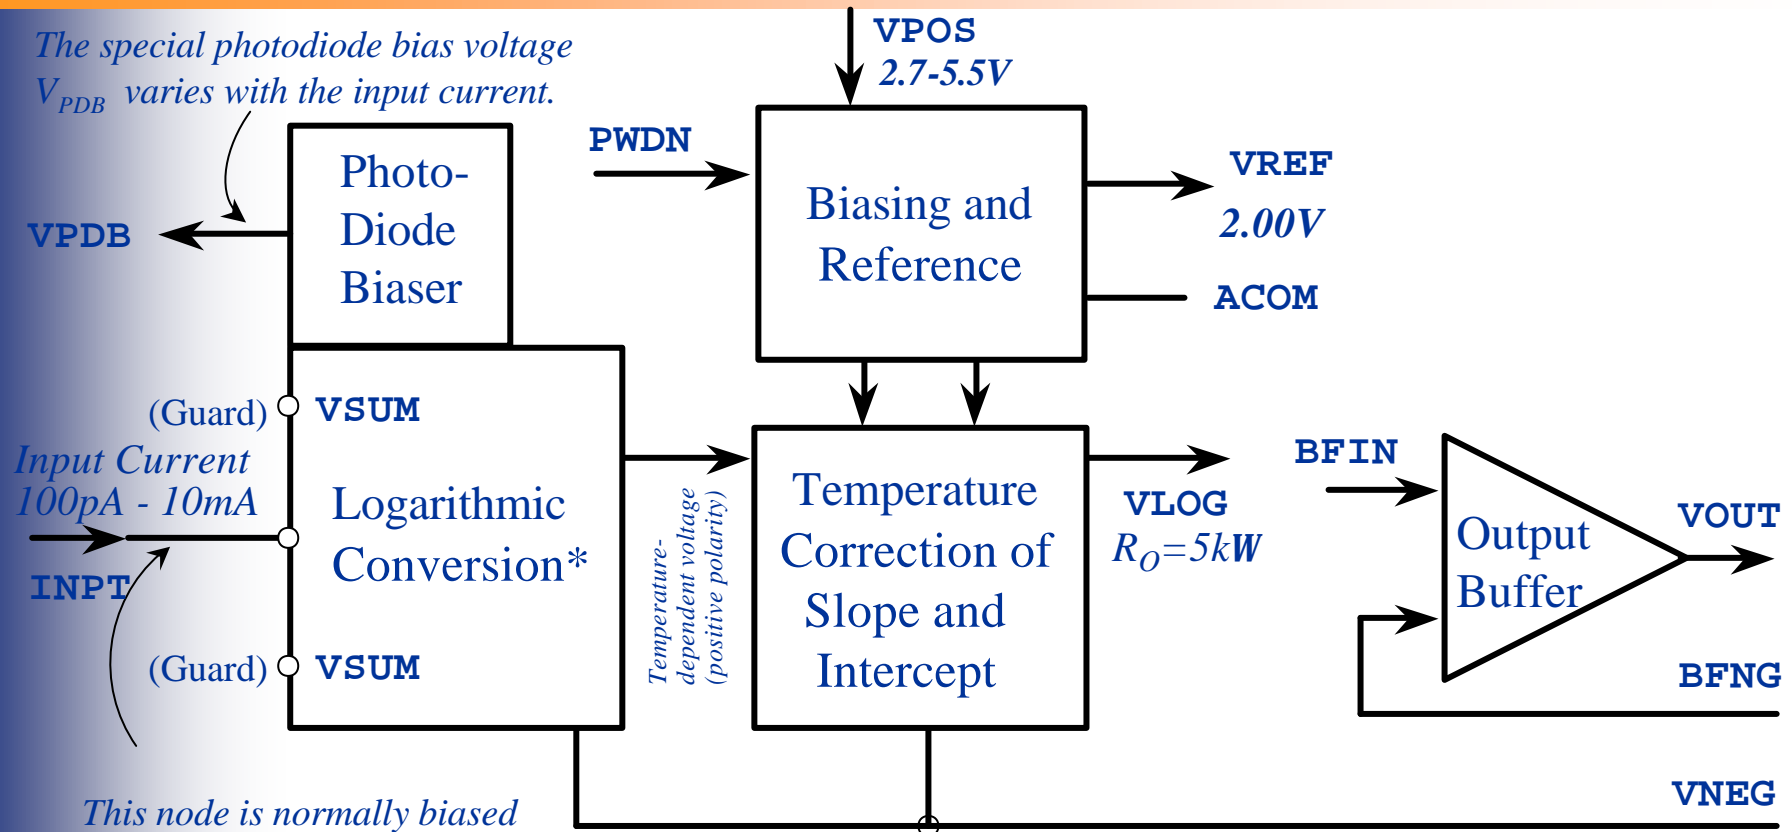 The special photodiode bias voltage
VPDB varies with the input current.
VPOS
2.7-5.5V
PWDN
Photo-
Diode
Biaser
VPDB
Biasing and
Reference
VREF
2.00V
ACOM
(Guard)
VSUM
Input Current
100pA - 10mA
INPT
Logarithmic
Conversion*
(Guard)
VSUM
Temperature-
dependent voltage
(positive polarity)
Temperature
Correction of
Slope and
Intercept
VLOG
RO=5kW
BFIN
Output
Buffer
VOUT
BFNG
VNEG
This node is normally biased